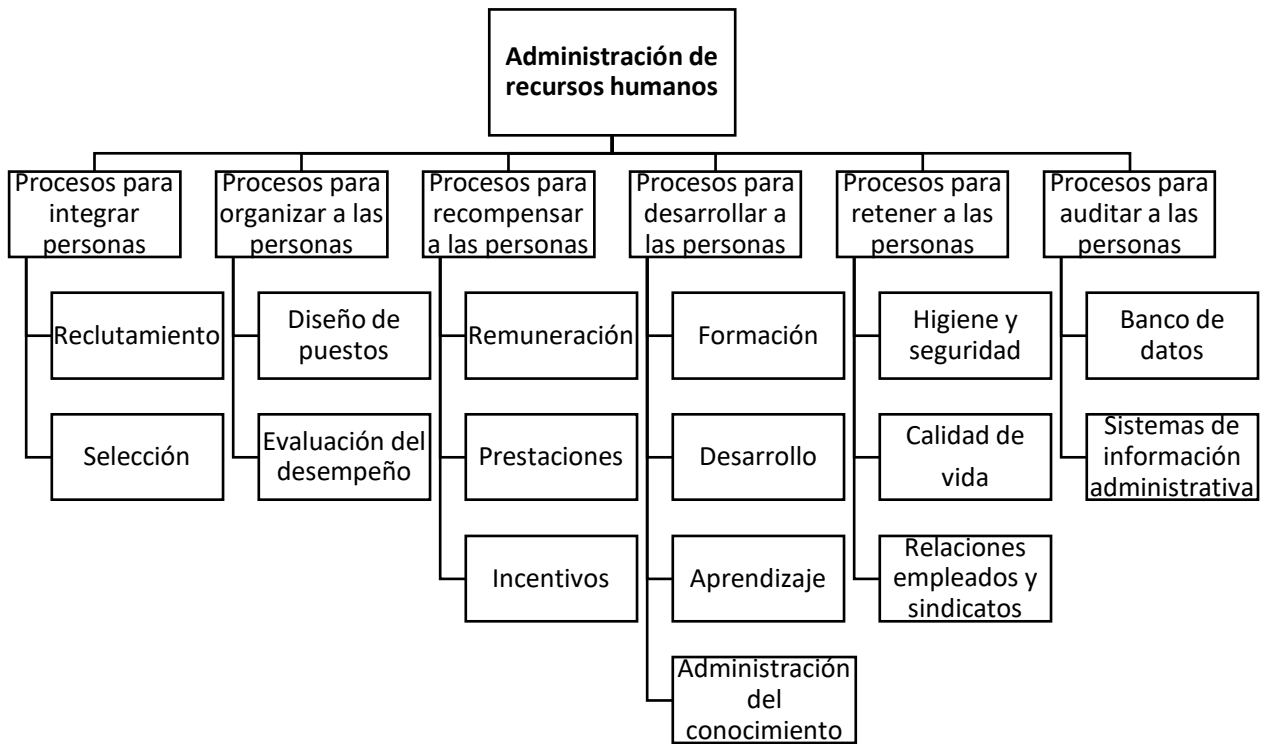 Administración de
recursos humanos
Procesos para
integrar
personas
Procesos para
organizar a las
personas
Procesos para
recompensar
a las personas
Procesos para
desarrollar a
las personas
Procesos para
retener a las
personas
Procesos para
auditar a las
personas
Reclutamiento
Selección
Diseño de
puestos
Evaluación del
desempeño
Remuneración
Prestaciones
Incentivos
Formación
Desarrollo
Aprendizaje
Administración
del
conocimiento
Higiene y
seguridad
Calidad de
vida
Relaciones
empleados y
sindicatos
Banco de
datos
Sistemas de
información
administrativa